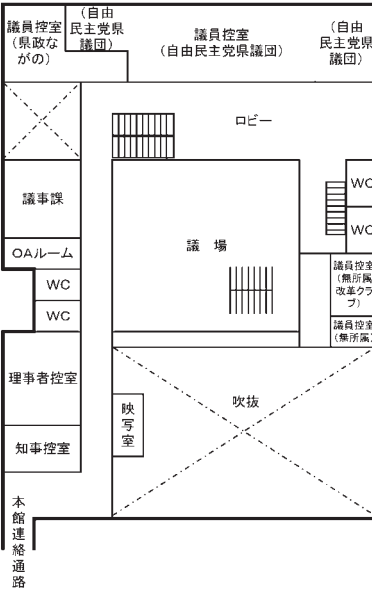 議員控室
(県政な
がの)
(自由
民主党県
議団)
議員控室
(自由民主党県議団)
(自由
民主党県
議団)
ロビー
議事課
WC
WC
OAルーム
議 場
WC
WC
議員控室
(無所属
改革クラ
ブ)
議員控室
(無所属)
理事者控室
映
写
室
吹抜
知事控室
本
館
連
絡
通
路